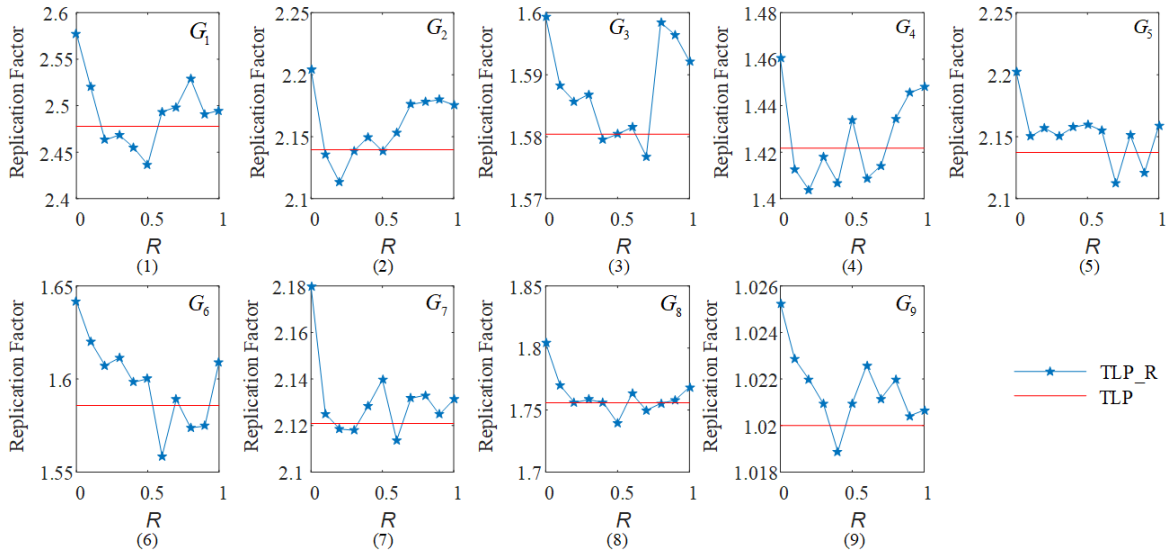 2.6
2.55
2.5
2.45
2.4
Replication Factor
G1
0 0.5 1
R
(1)
2.25
2.2
2.15
2.1
Replication Factor
G2
0 0.5 1
R
(2)
1.6
1.59
1.58
1.57
Replication Factor
G3
0 0.5 1
R
(3)
1.48
1.46
1.44
1.42
1.4
Replication Factor
G4
0 0.5 1
R
(4)
2.25
2.2
2.15
2.1
Replication Factor
G5
0 0.5 1
R
(5)
1.65
1.6
1.55
Replication Factor
G6
0 0.5 1
R
(6)
2.18
2.16
2.13
2.12
2.1
Replication Factor
G7
0 0.5 1
R
(7)
1.85
1.8
1.75
1.7
Replication Factor
G8
0 0.5 1
R
(8)
1.026
1.024
1.022
1.02
1.018
Replication Factor
G9
0 0.5 1
R
(9)
TLP_R
TLP